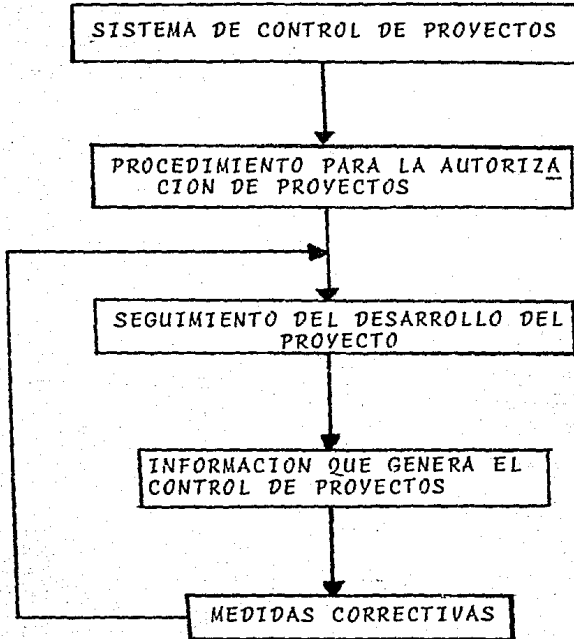 SISTEMA DE CONTROL DE PROYECTOS
PROCEDIMIENTO PARA LA AUTORIZA
CION DE PROYECTOS
SEGUIMIENTO DEL DESARROLLO DEL
PROYECTO
INFORMACION QUE GENERA EL
CONTROL DE PROYECTOS
MEDIDAS CORRECTIVAS